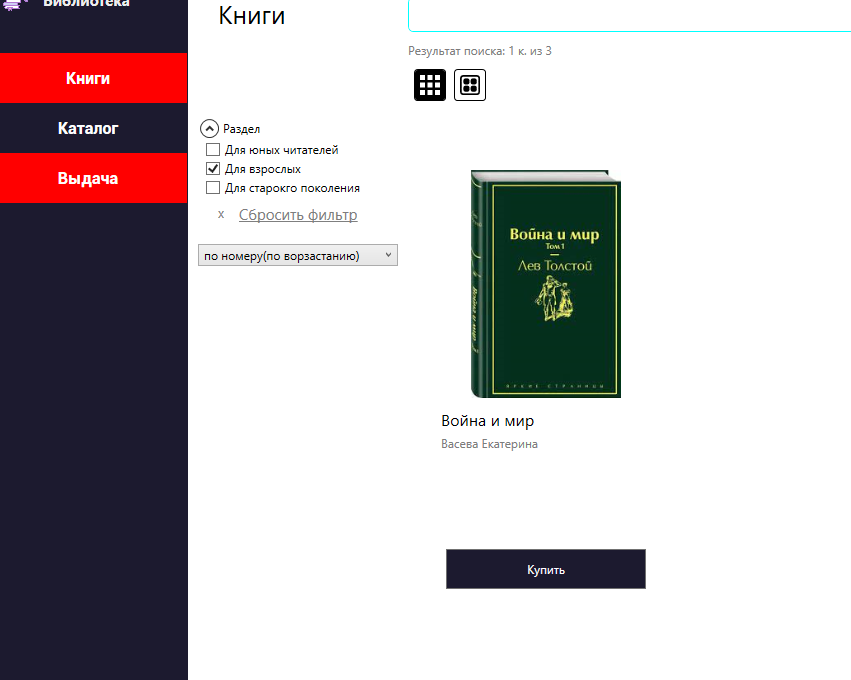 Библиотека
Книги
Каталог
Выдача
Книги
Результат поиска: 1 к. из 3
Раздел
Для юных читателей
Для взрослых
Для старокго поколения
x Сбросить фильтр
по номеру(по ворзастанию)
Война и мир
Том 1
Лев Толстой
Война и мир
ЯРКИЕ СТРАНИЦЫ
Война и мир
Васева Екатерина
Купить